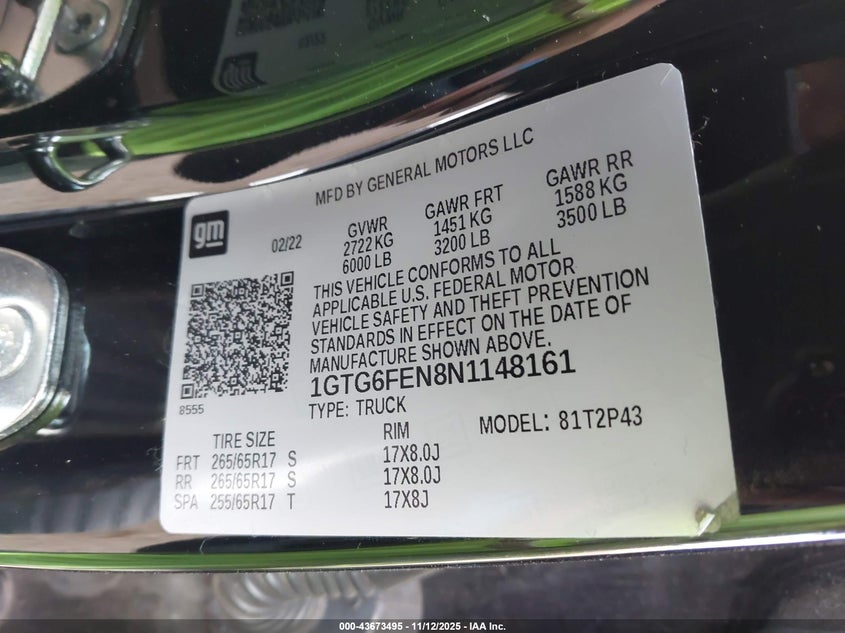 MFD BY GENERAL MOTORS LLC
gm
02/22
GVWR GAWR FRT GAWR RR
2722 KG 1451 KG 1588 KG
6000 LB 3200 LB 3500 LB
THIS VEHICLE CONFORMS TO ALL
APPLICABLE U.S. FEDERAL MOTOR
VEHICLE SAFETY AND THEFT PREVENTION
STANDARDS IN EFFECT ON THE DATE OF
MANUFACTURE SHOWN ABOVE.
1GTG6FEN8N1148161
8555
TYPE: TRUCK
MODEL: 81T2P43
TIRE SIZE RIM
FRT 265/65R17 S 17X8.0J
RR 265/65R17 S 17X8.0J
SPA 255/65R17 T 17X8J
000-43673495 - 11/12/2025 - IAA Inc.